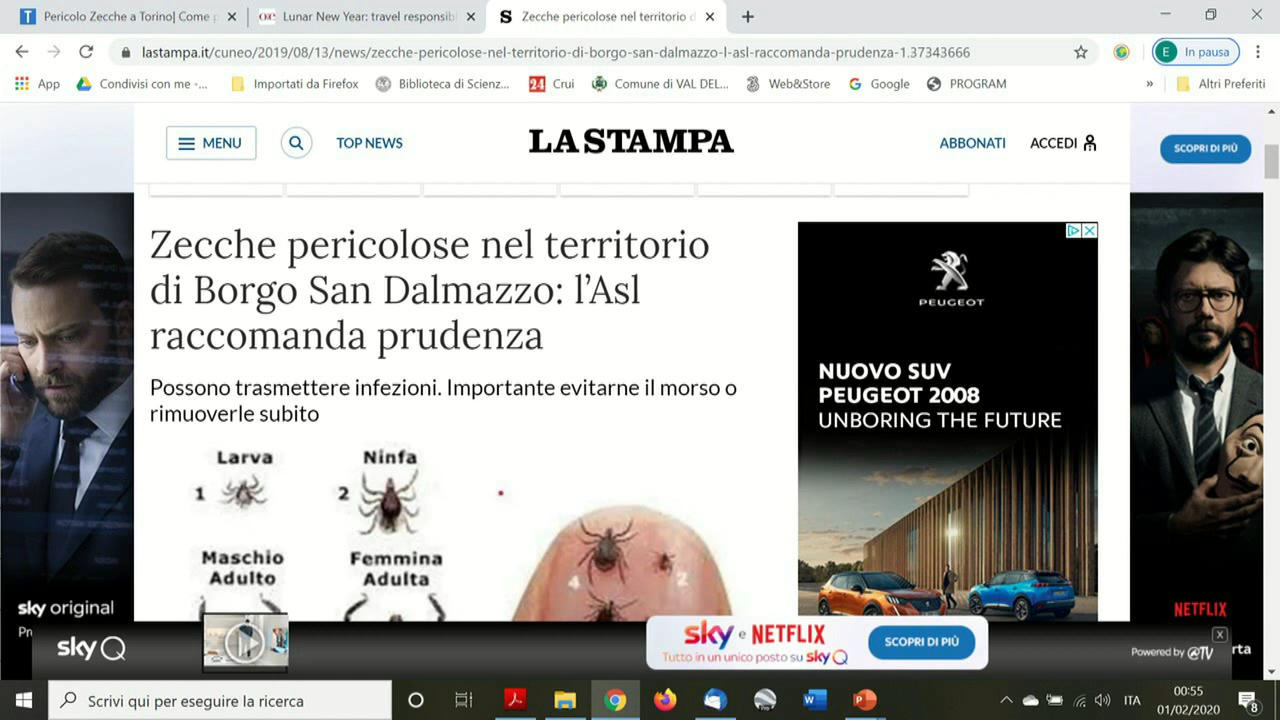 Pericolo Zecche a Torino| Come p
Lunar New Year: travel responsibl
Zecche pericolose nel territorio d
lastampa.it/cuneo/2019/08/13/news/zecche-pericolose-nel-territorio-di-borgo-san-dalmazzo-l-asl-raccomanda-prudenza-1.37343666
E In pausa
App
Condivisi con me -...
Importati da Firefox
Biblioteca di Scienz...
24 Crui
Comune di VAL DEL...
Web&Store
Google
PROGRAM
»
Altri Preferiti
MENU
TOP NEWS
LA STAMPA
ABBONATI
ACCEDI
SCOPRI DI PIÙ
Zecche pericolose nel territorio
di Borgo San Dalmazzo: l'Asl
raccomanda prudenza
Possono trasmettere infezioni. Importante evitarne il morso o
rimuoverle subito
Larva
Ninfa
1
2
Maschio
Adulto
Femmina
Adulta
4
2
PEUGEOT
NUOVO SUV
PEUGEOT 2008
UNBORING THE FUTURE
sky original
NETFLIX
sky Q
sky e NETFLIX
Tutto in un unico posto su sky Q
SCOPRI DI PIÙ
Powered by @TV
Scrivi qui per eseguire la ricerca
ITA
00:55
01/02/2020
8